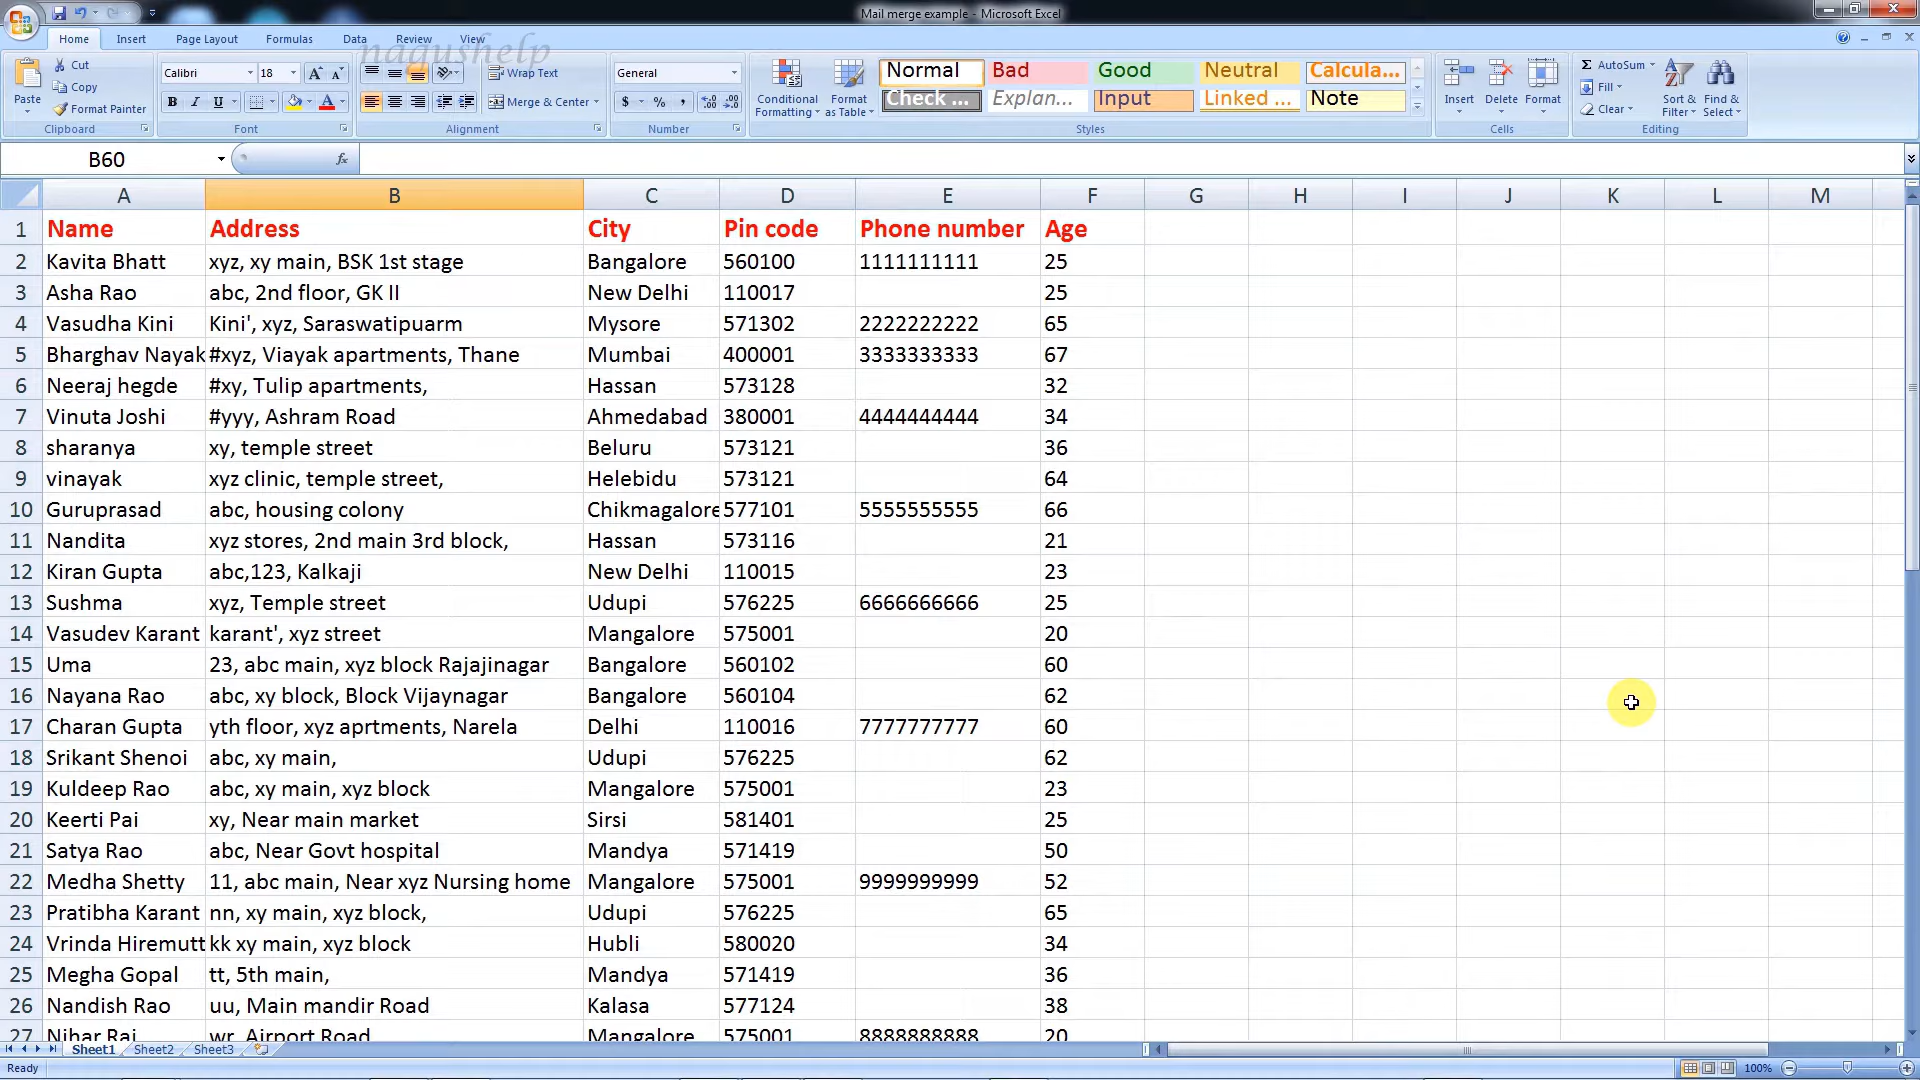 Mail merge example - Microsoft Excel
Home Insert Page Layout Formulas Data Review View
nagushelp
Paste Cut Copy Format Painter Clipboard
Calibri 18 B I U Font
Wrap Text Merge & Center Alignment
General $ % , Number
Conditional Formatting Format as Table
Normal Bad Good Neutral Calcula...
Check ... Explan... Input Linked ... Note
Styles
Insert Delete Format Cells
Σ AutoSum Fill Clear Sort & Filter Find & Select Editing
B60 fx
A B C D E F G H I J K L M
1 Name Address City Pin code Phone number Age
2 Kavita Bhatt xyz, xy main, BSK 1st stage Bangalore 560100 1111111111 25
3 Asha Rao abc, 2nd floor, GK II New Delhi 110017 25
4 Vasudha Kini Kini', xyz, Saraswatipuarm Mysore 571302 2222222222 65
5 Bharghav Nayak #xyz, Viayak apartments, Thane Mumbai 400001 3333333333 67
6 Neeraj hegde #xy, Tulip apartments, Hassan 573128 32
7 Vinuta Joshi #yyy, Ashram Road Ahmedabad 380001 4444444444 34
8 sharanya xy, temple street Beluru 573121 36
9 vinayak xyz clinic, temple street, Helebidu 573121 64
10 Guruprasad abc, housing colony Chikmagalore 577101 5555555555 66
11 Nandita xyz stores, 2nd main 3rd block, Hassan 573116 21
12 Kiran Gupta abc,123, Kalkaji New Delhi 110015 23
13 Sushma xyz, Temple street Udupi 576225 6666666666 25
14 Vasudev Karant karant', xyz street Mangalore 575001 20
15 Uma 23, abc main, xyz block Rajajinagar Bangalore 560102 60
16 Nayana Rao abc, xy block, Block Vijaynagar Bangalore 560104 62
17 Charan Gupta yth floor, xyz aprtments, Narela Delhi 110016 7777777777 60
18 Srikant Shenoi abc, xy main, Udupi 576225 62
19 Kuldeep Rao abc, xy main, xyz block Mangalore 575001 23
20 Keerti Pai xy, Near main market Sirsi 581401 25
21 Satya Rao abc, Near Govt hospital Mandya 571419 50
22 Medha Shetty 11, abc main, Near xyz Nursing home Mangalore 575001 9999999999 52
23 Pratibha Karant nn, xy main, xyz block, Udupi 576225 65
24 Vrinda Hiremutt kk xy main, xyz block Hubli 580020 34
25 Megha Gopal tt, 5th main, Mandya 571419 36
26 Nandish Rao uu, Main mandir Road Kalasa 577124 38
27 Nihar Rai wr, Airport Road Mangalore 575001 8888888888 20
Sheet1 Sheet2 Sheet3
Ready 100%